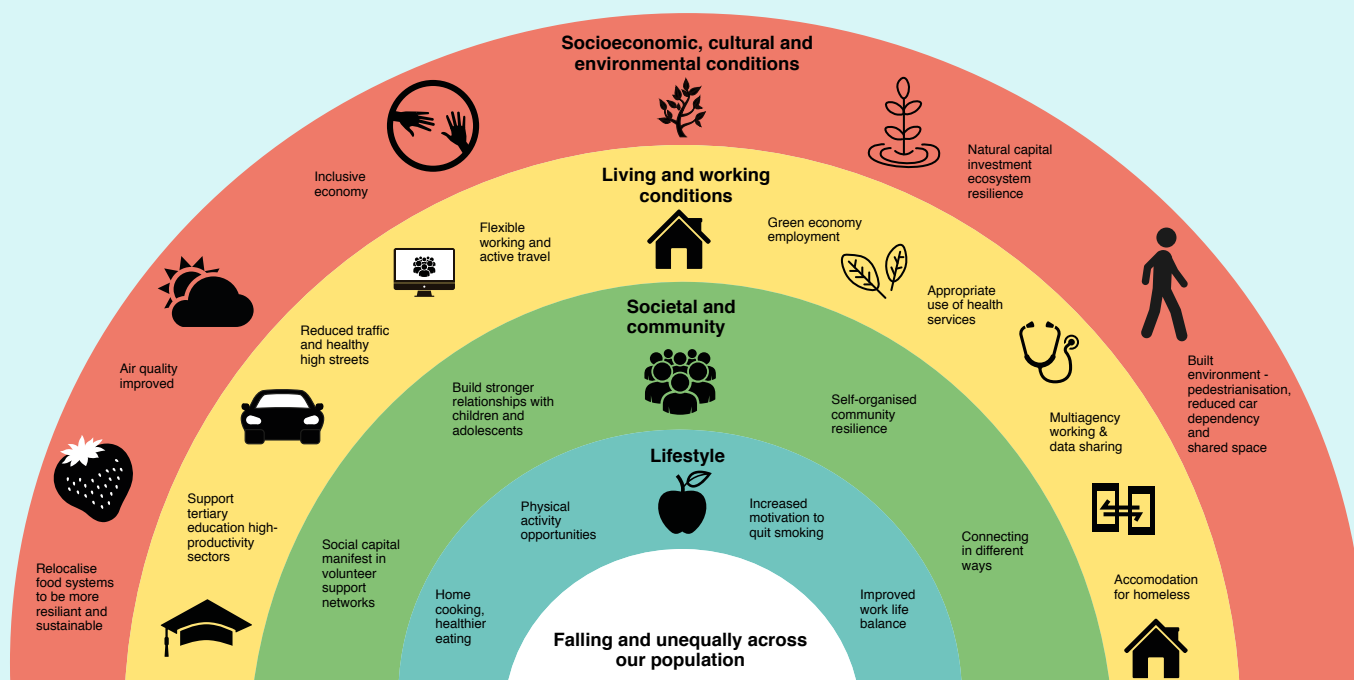 Socioeconomic, cultural and
environmental conditions
Inclusive
economy
Natural capital
investment
ecosystem
resilience
Air quality
improved
Built
environment -
pedestrianisation,
reduced car
dependency
and
shared space
Relocalise
food systems
to be more
resiliant and
sustainable
Living and working
conditions
Flexible
working and
active travel
Green economy
employment
Reduced traffic
and healthy
high streets
Appropriate
use of health
services
Support
tertiary
education high-
productivity
sectors
Multiagency
working &
data sharing
Accomodation
for homeless
Societal and
community
Build stronger
relationships with
children and
adolescents
Self-organised
community
resilience
Social capital
manifest in
volunteer
support
networks
Connecting
in different
ways
Lifestyle
Physical
activity
opportunities
Increased
motivation to
quit smoking
Home
cooking,
healthier
eating
Improved
work life
balance
Falling and unequally across
our population